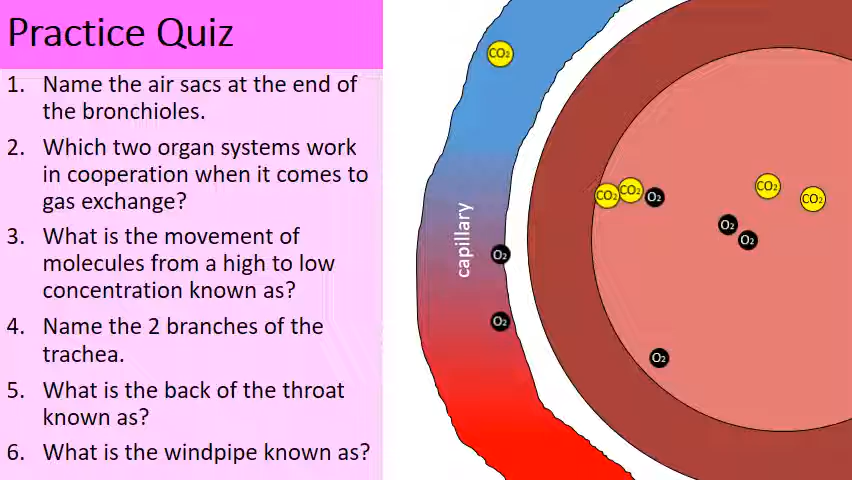 Practice Quiz
1. Name the air sacs at the end of
the bronchioles.
2. Which two organ systems work
in cooperation when it comes to
gas exchange?
3. What is the movement of
molecules from a high to low
concentration known as?
4. Name the 2 branches of the
trachea.
5. What is the back of the throat
known as?
6. What is the windpipe known as?
CO₂
capillary
O₂
O₂
CO₂
CO₂
O₂
CO₂
CO₂
O₂
O₂
O₂